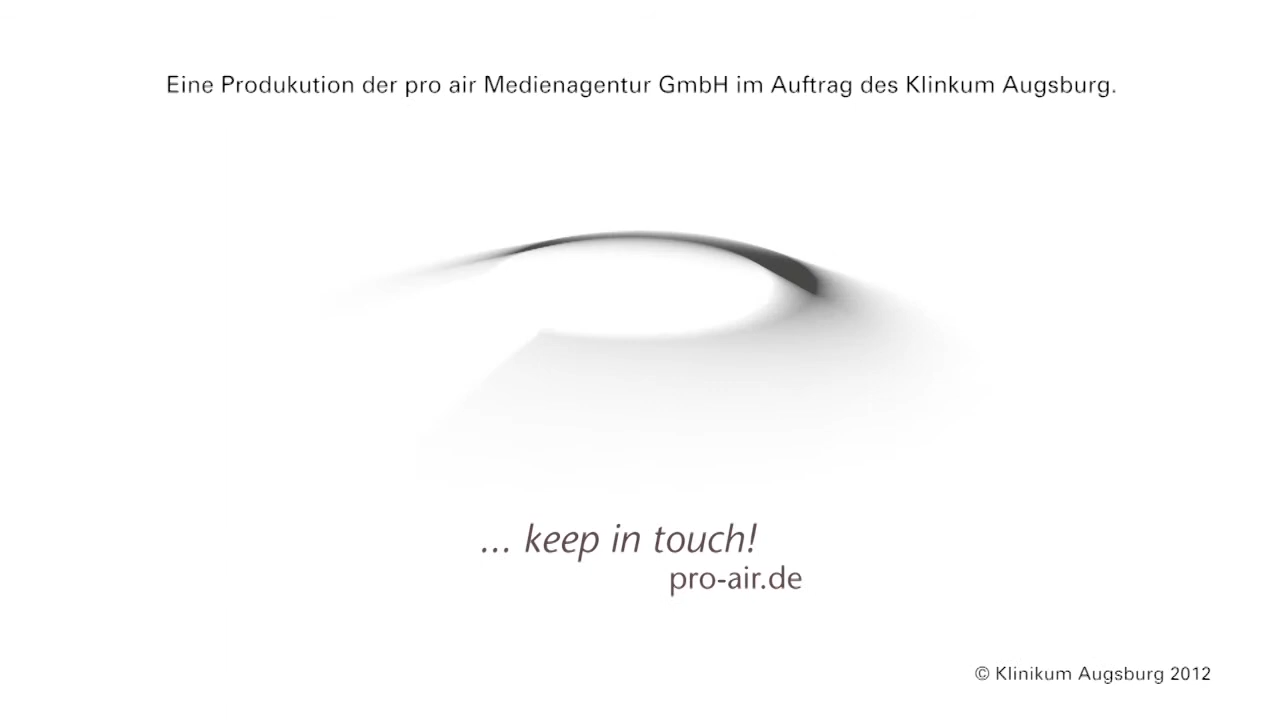 Eine Produkution der pro air Medienagentur GmbH im Auftrag des Klinkum Augsburg.
... keep in touch!
pro-air.de
© Klinikum Augsburg 2012